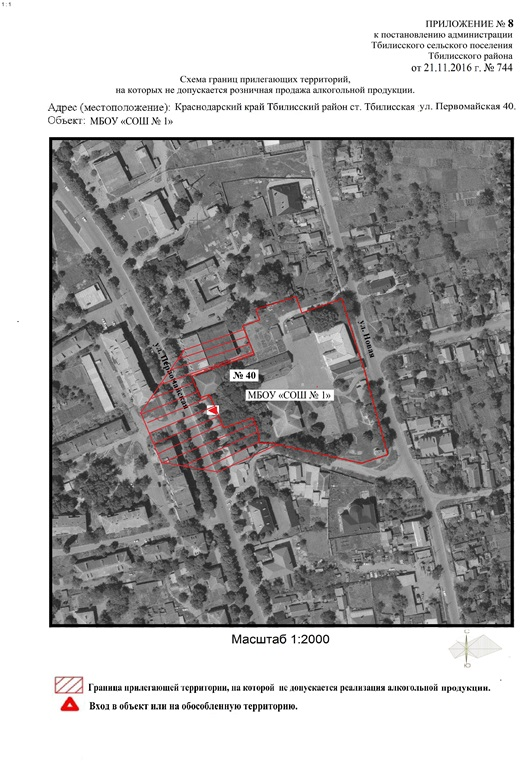 1:1
ПРИЛОЖЕНИЕ № 8
к постановлению администрации
Тбилисского сельского поселения
Тбилисского района
от 21.11.2016 г. № 744
Схема границ прилегающих территорий,
на которых не допускается розничная продажа алкогольной продукции.
Адрес (местоположение): Краснодарский край Тбилисский район ст. Тбилисская ул. Первомайская 40.
Объект: МБОУ «СОШ № 1»
ул. Первомайская
ул. Новая
№ 40
МБОУ «СОШ № 1»
Масштаб 1:2000
С
Ю
Граница прилегающей территории, на которой не допускается реализация алкогольной продукции.
Вход в объект или на обособленную территорию.